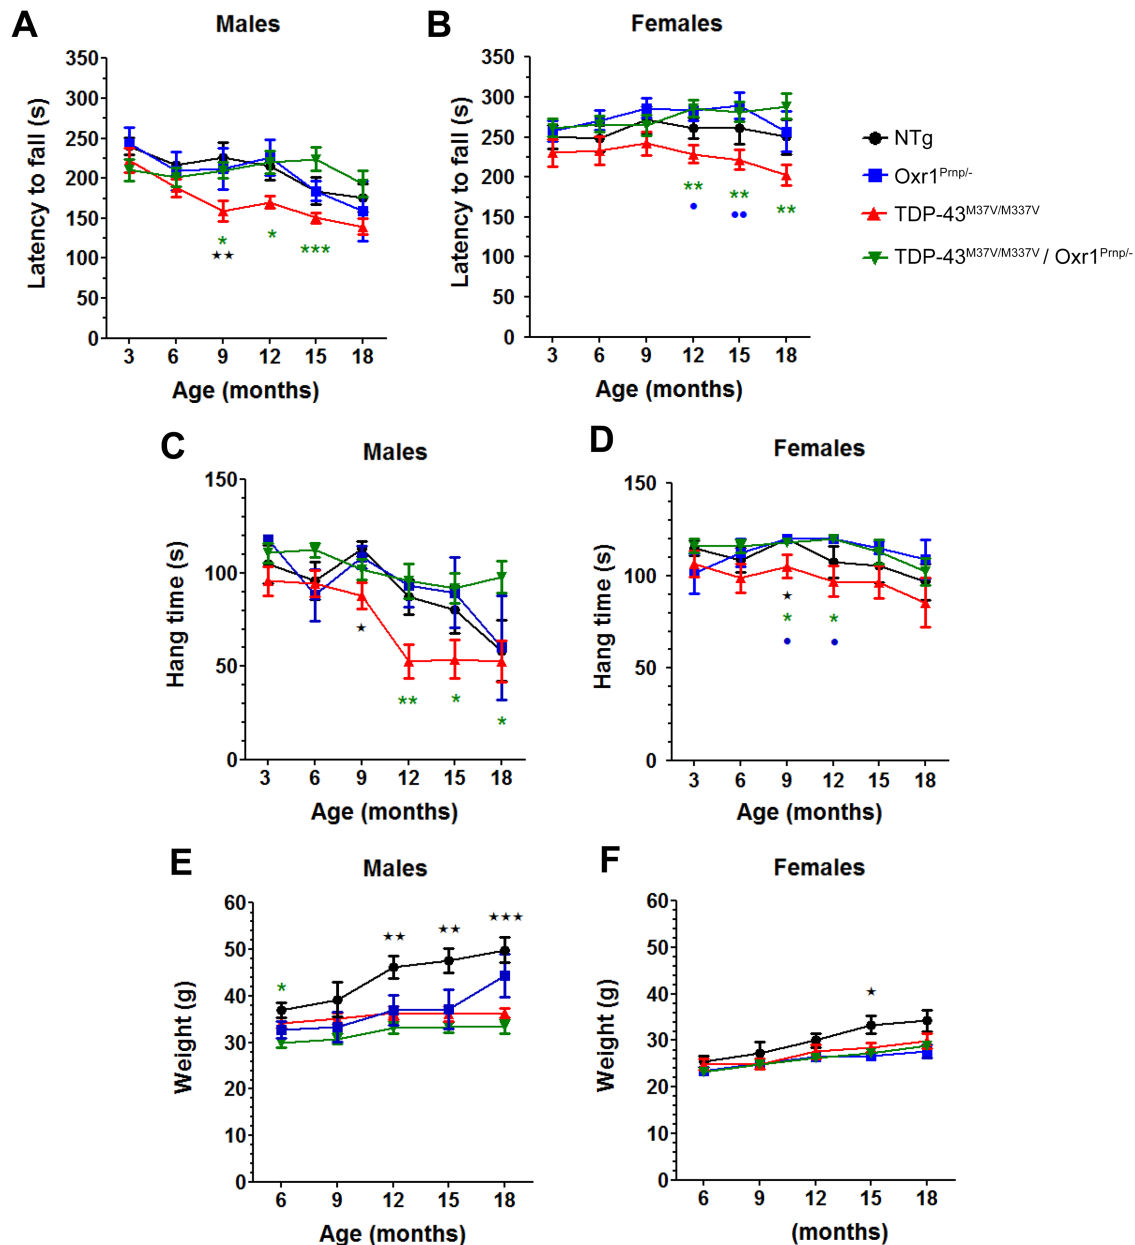 A
Males
Latency to fall (s)
350
300
250
200
150
100
50
0
3 6 9 12 15 18
Age (months)
* * ***
★★
B
Females
Latency to fall (s)
350
300
250
200
150
100
50
0
3 6 9 12 15 18
Age (months)
** ** **
• ••
NTg
Oxr1Prnp/-
TDP-43M37V/M337V
TDP-43M37V/M337V / Oxr1Prnp/-
C
Males
Hang time (s)
150
100
50
0
3 6 9 12 15 18
Age (months)
★
** * *
D
Females
Hang time (s)
150
100
50
0
3 6 9 12 15 18
Age (months)
★
* *
• •
E
Males
Weight (g)
60
50
40
30
20
10
0
6 9 12 15 18
Age (months)
* ★★ ★★ ★★★
F
Females
Weight (g)
60
50
40
30
20
10
0
6 9 12 15 18
(months)
★